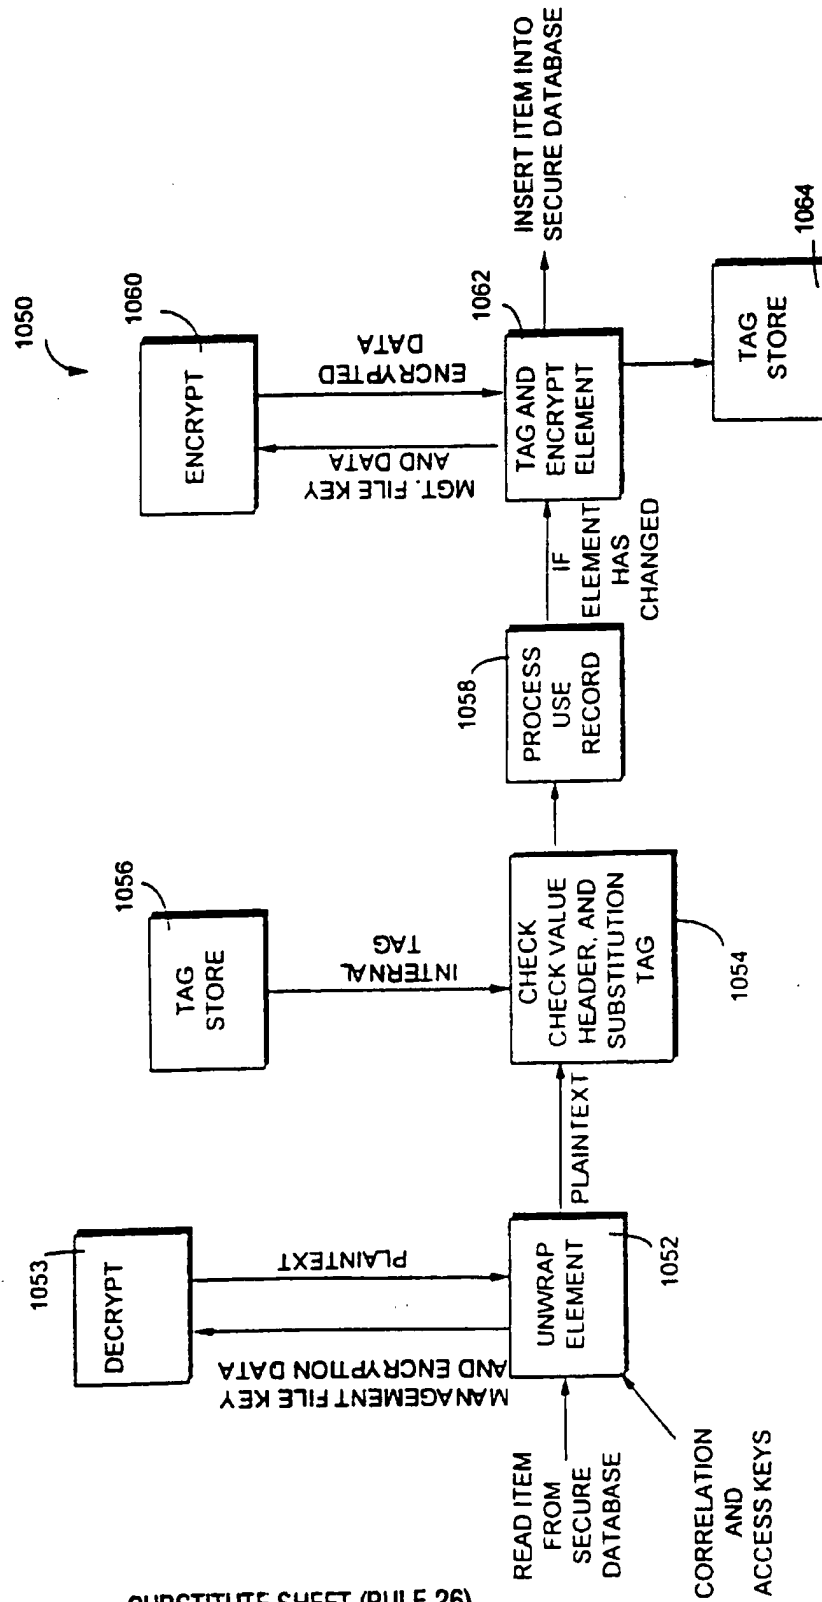 1050
1053
DECRYPT
MANAGEMENT FILE KEY
AND ENCRYPTION DATA
PLAINTEXT
READ ITEM
FROM
SECURE
DATABASE
CORRELATION
AND
ACCESS KEYS
UNWRAP
ELEMENT
1052
PLAINTEXT
1056
TAG
STORE
INTERNAL
TAG
CHECK
CHECK VALUE
HEADER, AND
SUBSTITUTION
TAG
1054
1058
PROCESS
USE
RECORD
IF
ELEMENT
HAS
CHANGED
1060
ENCRYPT
MGT. FILE KEY
AND DATA
ENCRYPTED
DATA
1062
TAG AND
ENCRYPT
ELEMENT
INSERT ITEM INTO
SECURE DATABASE
TAG
STORE
1064
SUBSTITUTE SHEET (RULE 26)